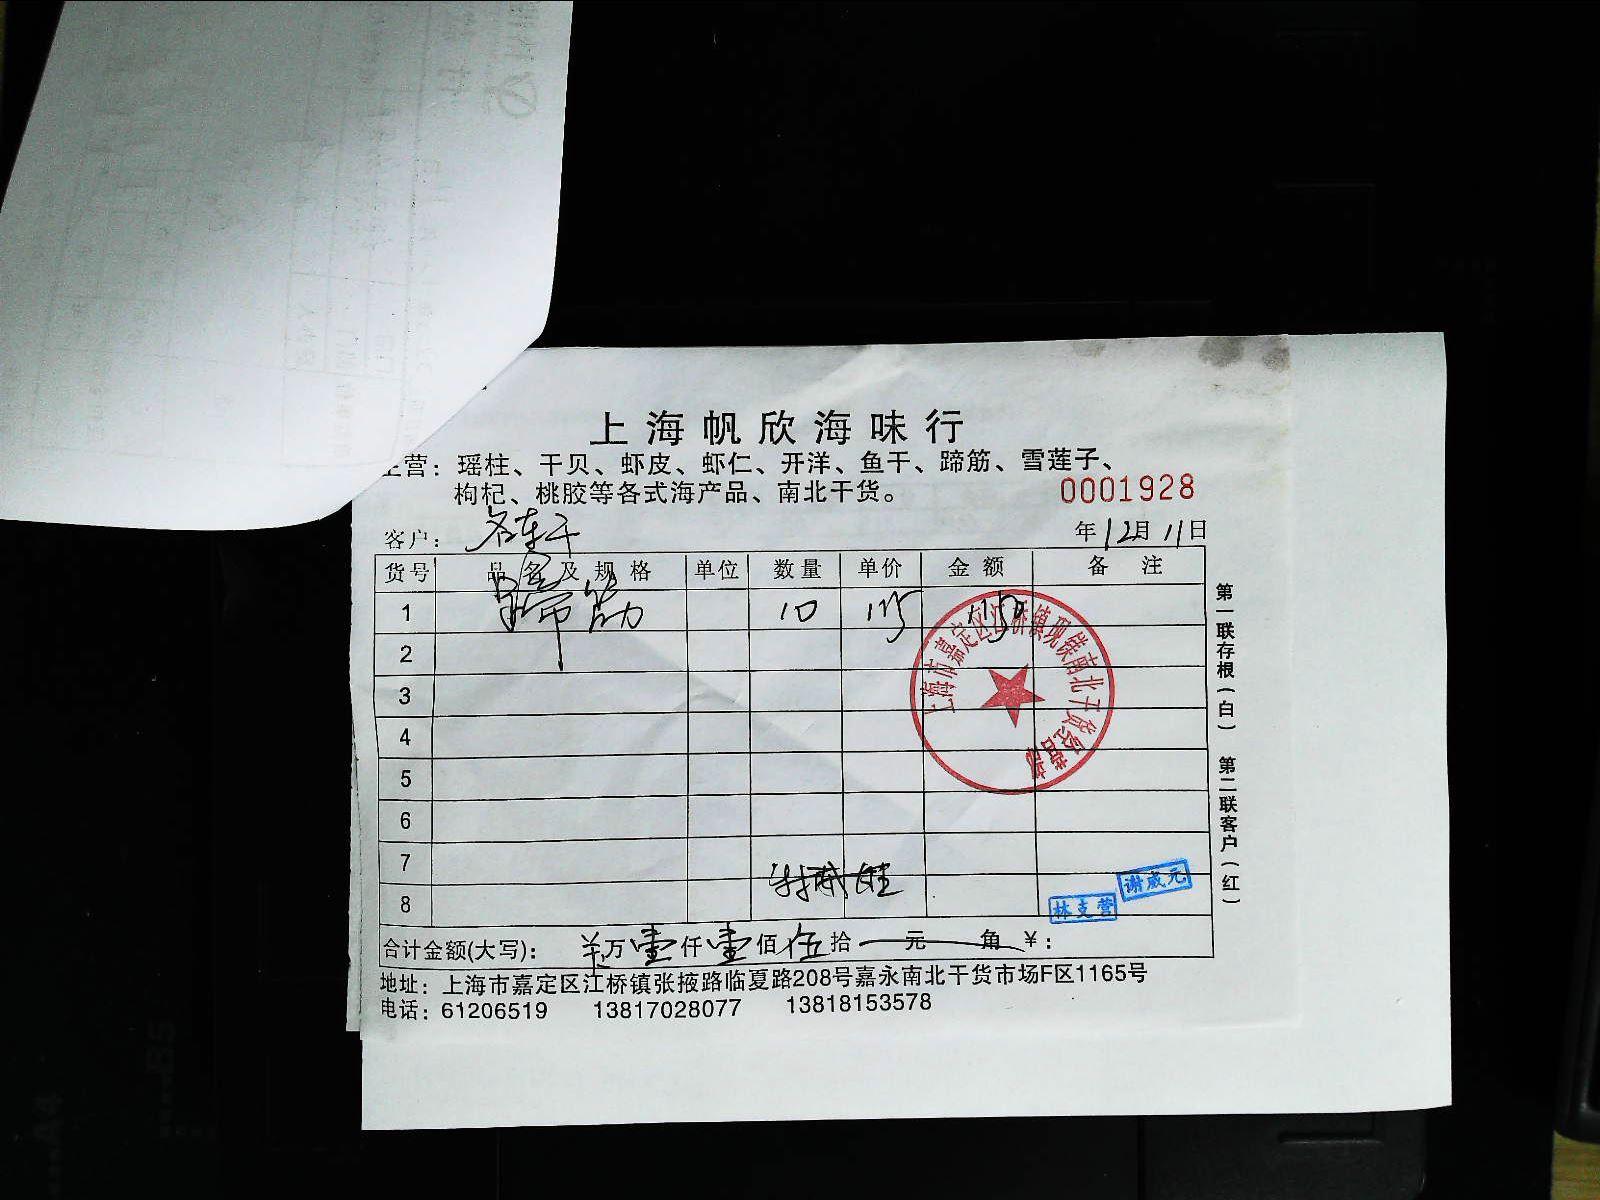 上海帆欣海味行
主营：瑶柱、干贝、虾皮、虾仁、开洋、鱼干、蹄筋、雪莲子、
枸杞、桃胶等各式海产品、南北干货。
0001928
客户：
年12月11日
货号 品名及规格 单位 数量 单价 金额 备注
1 蹄筋 10 115 1150
2
3
4
5
6
7
8
谢成元
林支营
合计金额(大写)： 万壹仟壹佰伍拾 元 角 ¥：
地址：上海市嘉定区江桥镇张掖路临夏路208号嘉永南北干货市场F区1165号
电话：61206519 13817028077 13818153578
第一联存根(白) 第二联客户(红)